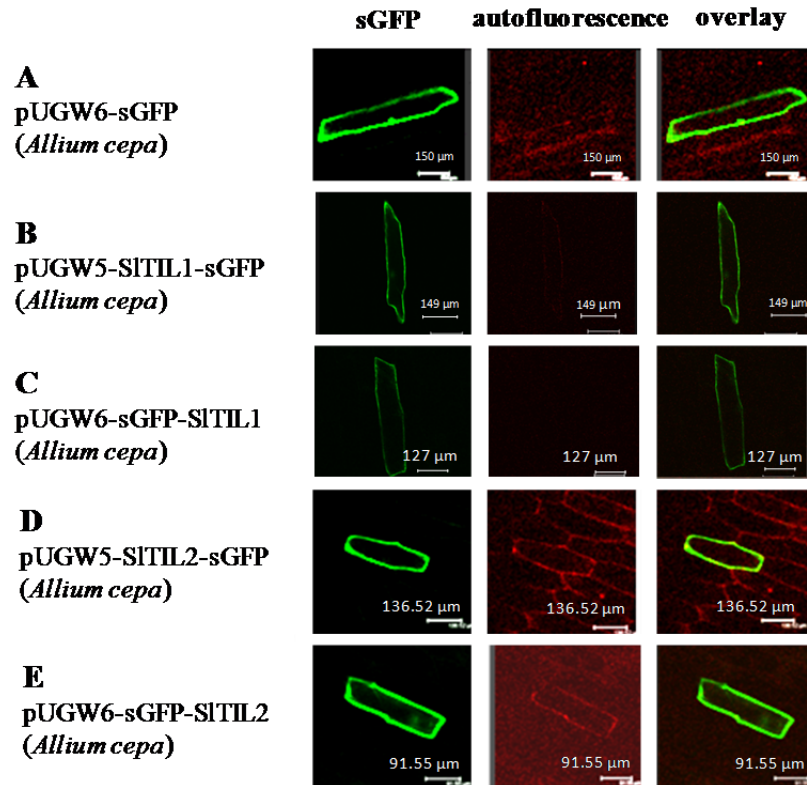 sGFP autofluorescence overlay
A
pUGW6-sGFP
(Allium cepa)
150 µm 150 µm 150 µm
B
pUGW5-SlTIL1-sGFP
(Allium cepa)
149 µm 149 µm 149 µm
C
pUGW6-sGFP-SlTIL1
(Allium cepa)
127 µm 127 µm 127 µm
D
pUGW5-SlTIL2-sGFP
(Allium cepa)
136.52 µm 136.52 µm 136.52 µm
E
pUGW6-sGFP-SlTIL2
(Allium cepa)
91.55 µm 91.55 µm 91.55 µm